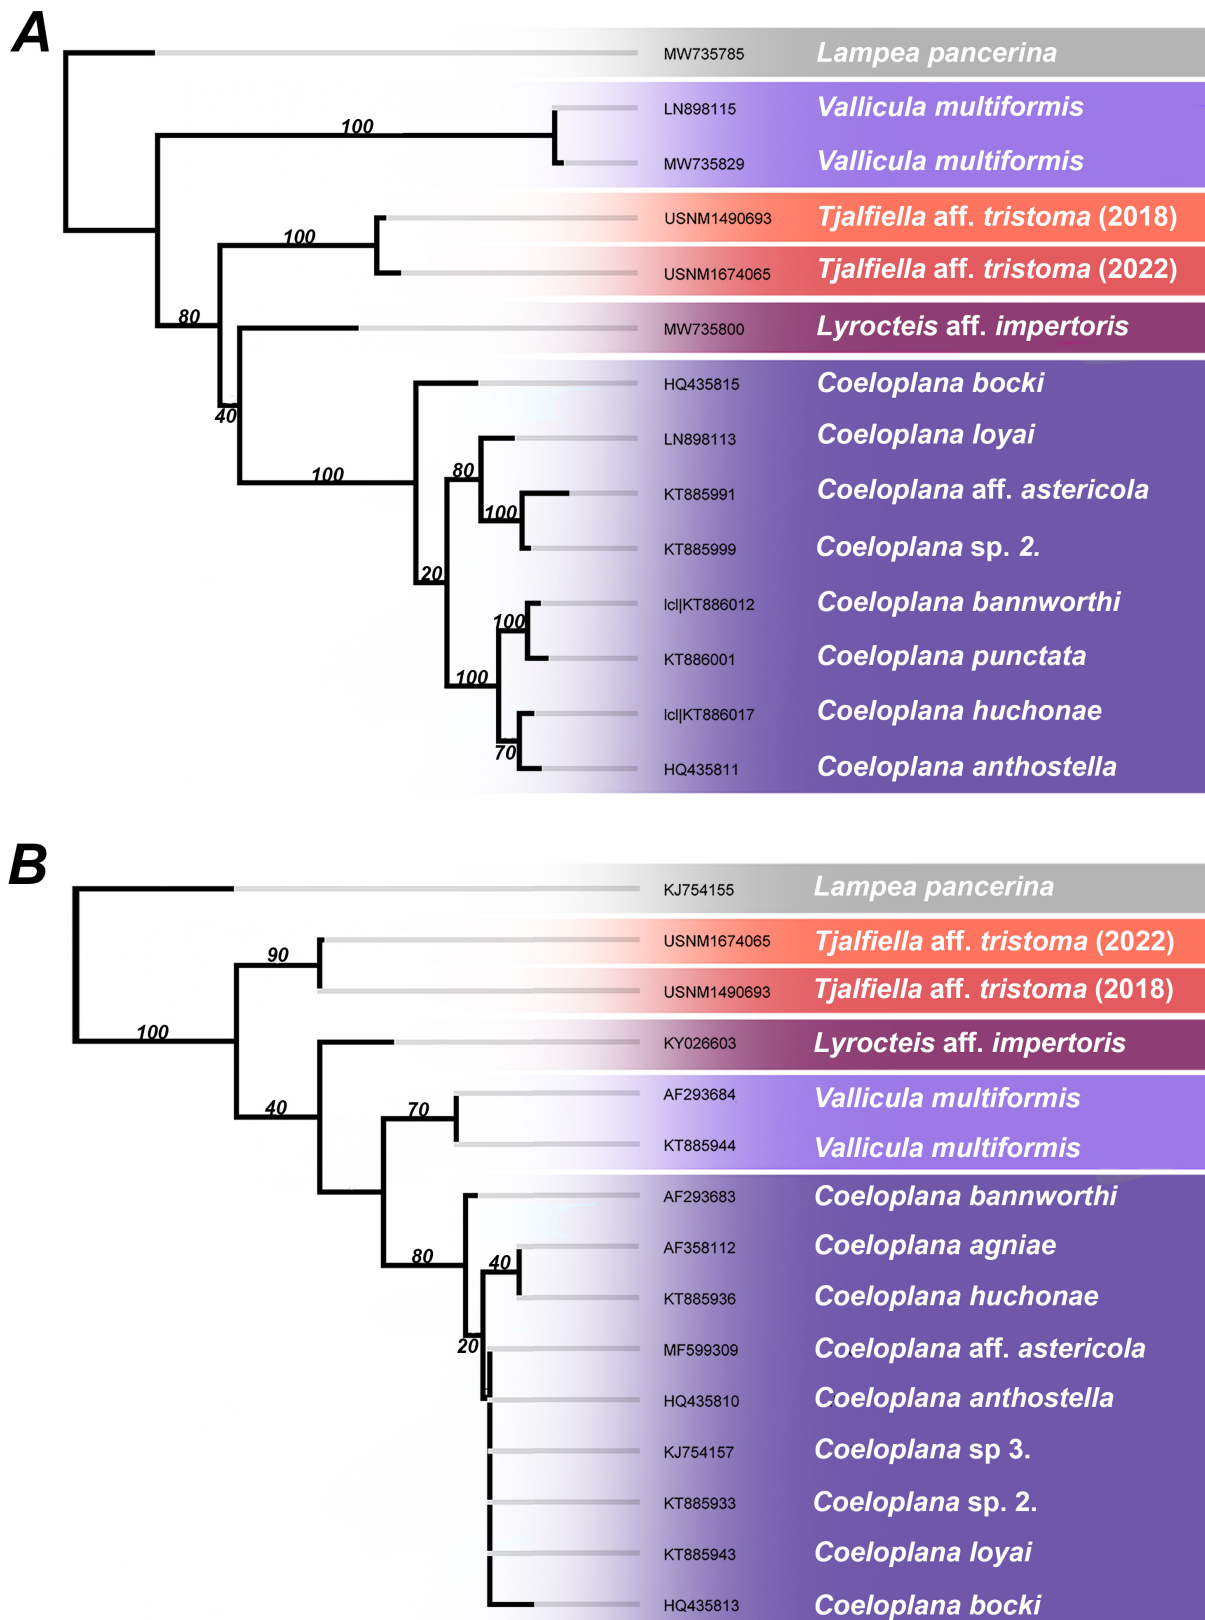 A
MW735785 Lampea pancerina
LN898115 Vallicula multiformis
100
MW735829 Vallicula multiformis
USNM1490693 Tjalfiella aff. tristoma (2018)
100
USNM1674065 Tjalfiella aff. tristoma (2022)
80
MW735800 Lyrocteis aff. impertoris
HQ435815 Coeloplana bocki
40
LN898113 Coeloplana loyai
100
80
KT885991 Coeloplana aff. astericola
100
KT885999 Coeloplana sp. 2.
20
lcl|KT886012 Coeloplana bannworthi
100
KT886001 Coeloplana punctata
100
lcl|KT886017 Coeloplana huchonae
70
HQ435811 Coeloplana anthostella
B
KJ754155 Lampea pancerina
USNM1674065 Tjalfiella aff. tristoma (2022)
90
USNM1490693 Tjalfiella aff. tristoma (2018)
100
KY026603 Lyrocteis aff. impertoris
AF293684 Vallicula multiformis
40
70
KT885944 Vallicula multiformis
AF293683 Coeloplana bannworthi
AF358112 Coeloplana agniae
80
40
KT885936 Coeloplana huchonae
20
MF599309 Coeloplana aff. astericola
HQ435810 Coeloplana anthostella
KJ754157 Coeloplana sp 3.
KT885933 Coeloplana sp. 2.
KT885943 Coeloplana loyai
HQ435813 Coeloplana bocki